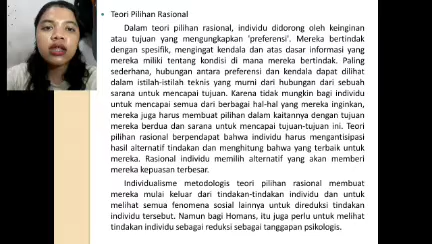 Teori Pilihan Rasional
Dalam teori pilihan rasional, individu didorong oleh keinginan
atau tujuan yang mengungkapkan 'preferensi'. Mereka bertindak
dengan spesifik, mengingat kendala dan atas dasar informasi yang
mereka miliki tentang kondisi di mana mereka bertindak. Paling
sederhana, hubungan antara preferensi dan kendala dapat dilihat
dalam istilah-istilah teknis yang murni dari hubungan dari sebuah
sarana untuk mencapai tujuan. Karena tidak mungkin bagi individu
untuk mencapai semua dari berbagai hal-hal yang mereka inginkan,
mereka juga harus membuat pilihan dalam kaitannya dengan tujuan
mereka berdua dan sarana untuk mencapai tujuan-tujuan ini. Teori
pilihan rasional berpendapat bahwa individu harus mengantisipasi
hasil alternatif tindakan dan menghitung bahwa yang terbaik untuk
mereka. Rasional individu memilih alternatif yang akan memberi
mereka kepuasan terbesar.
Individualisme metodologis teori pilihan rasional membuat
mereka mulai keluar dari tindakan-tindakan individu dan untuk
melihat semua fenomena sosial lainnya untuk direduksi tindakan
individu tersebut. Namun bagi Homans, itu juga perlu untuk melihat
tindakan individu sebagai reduksi sebagai tanggapan psikologis.